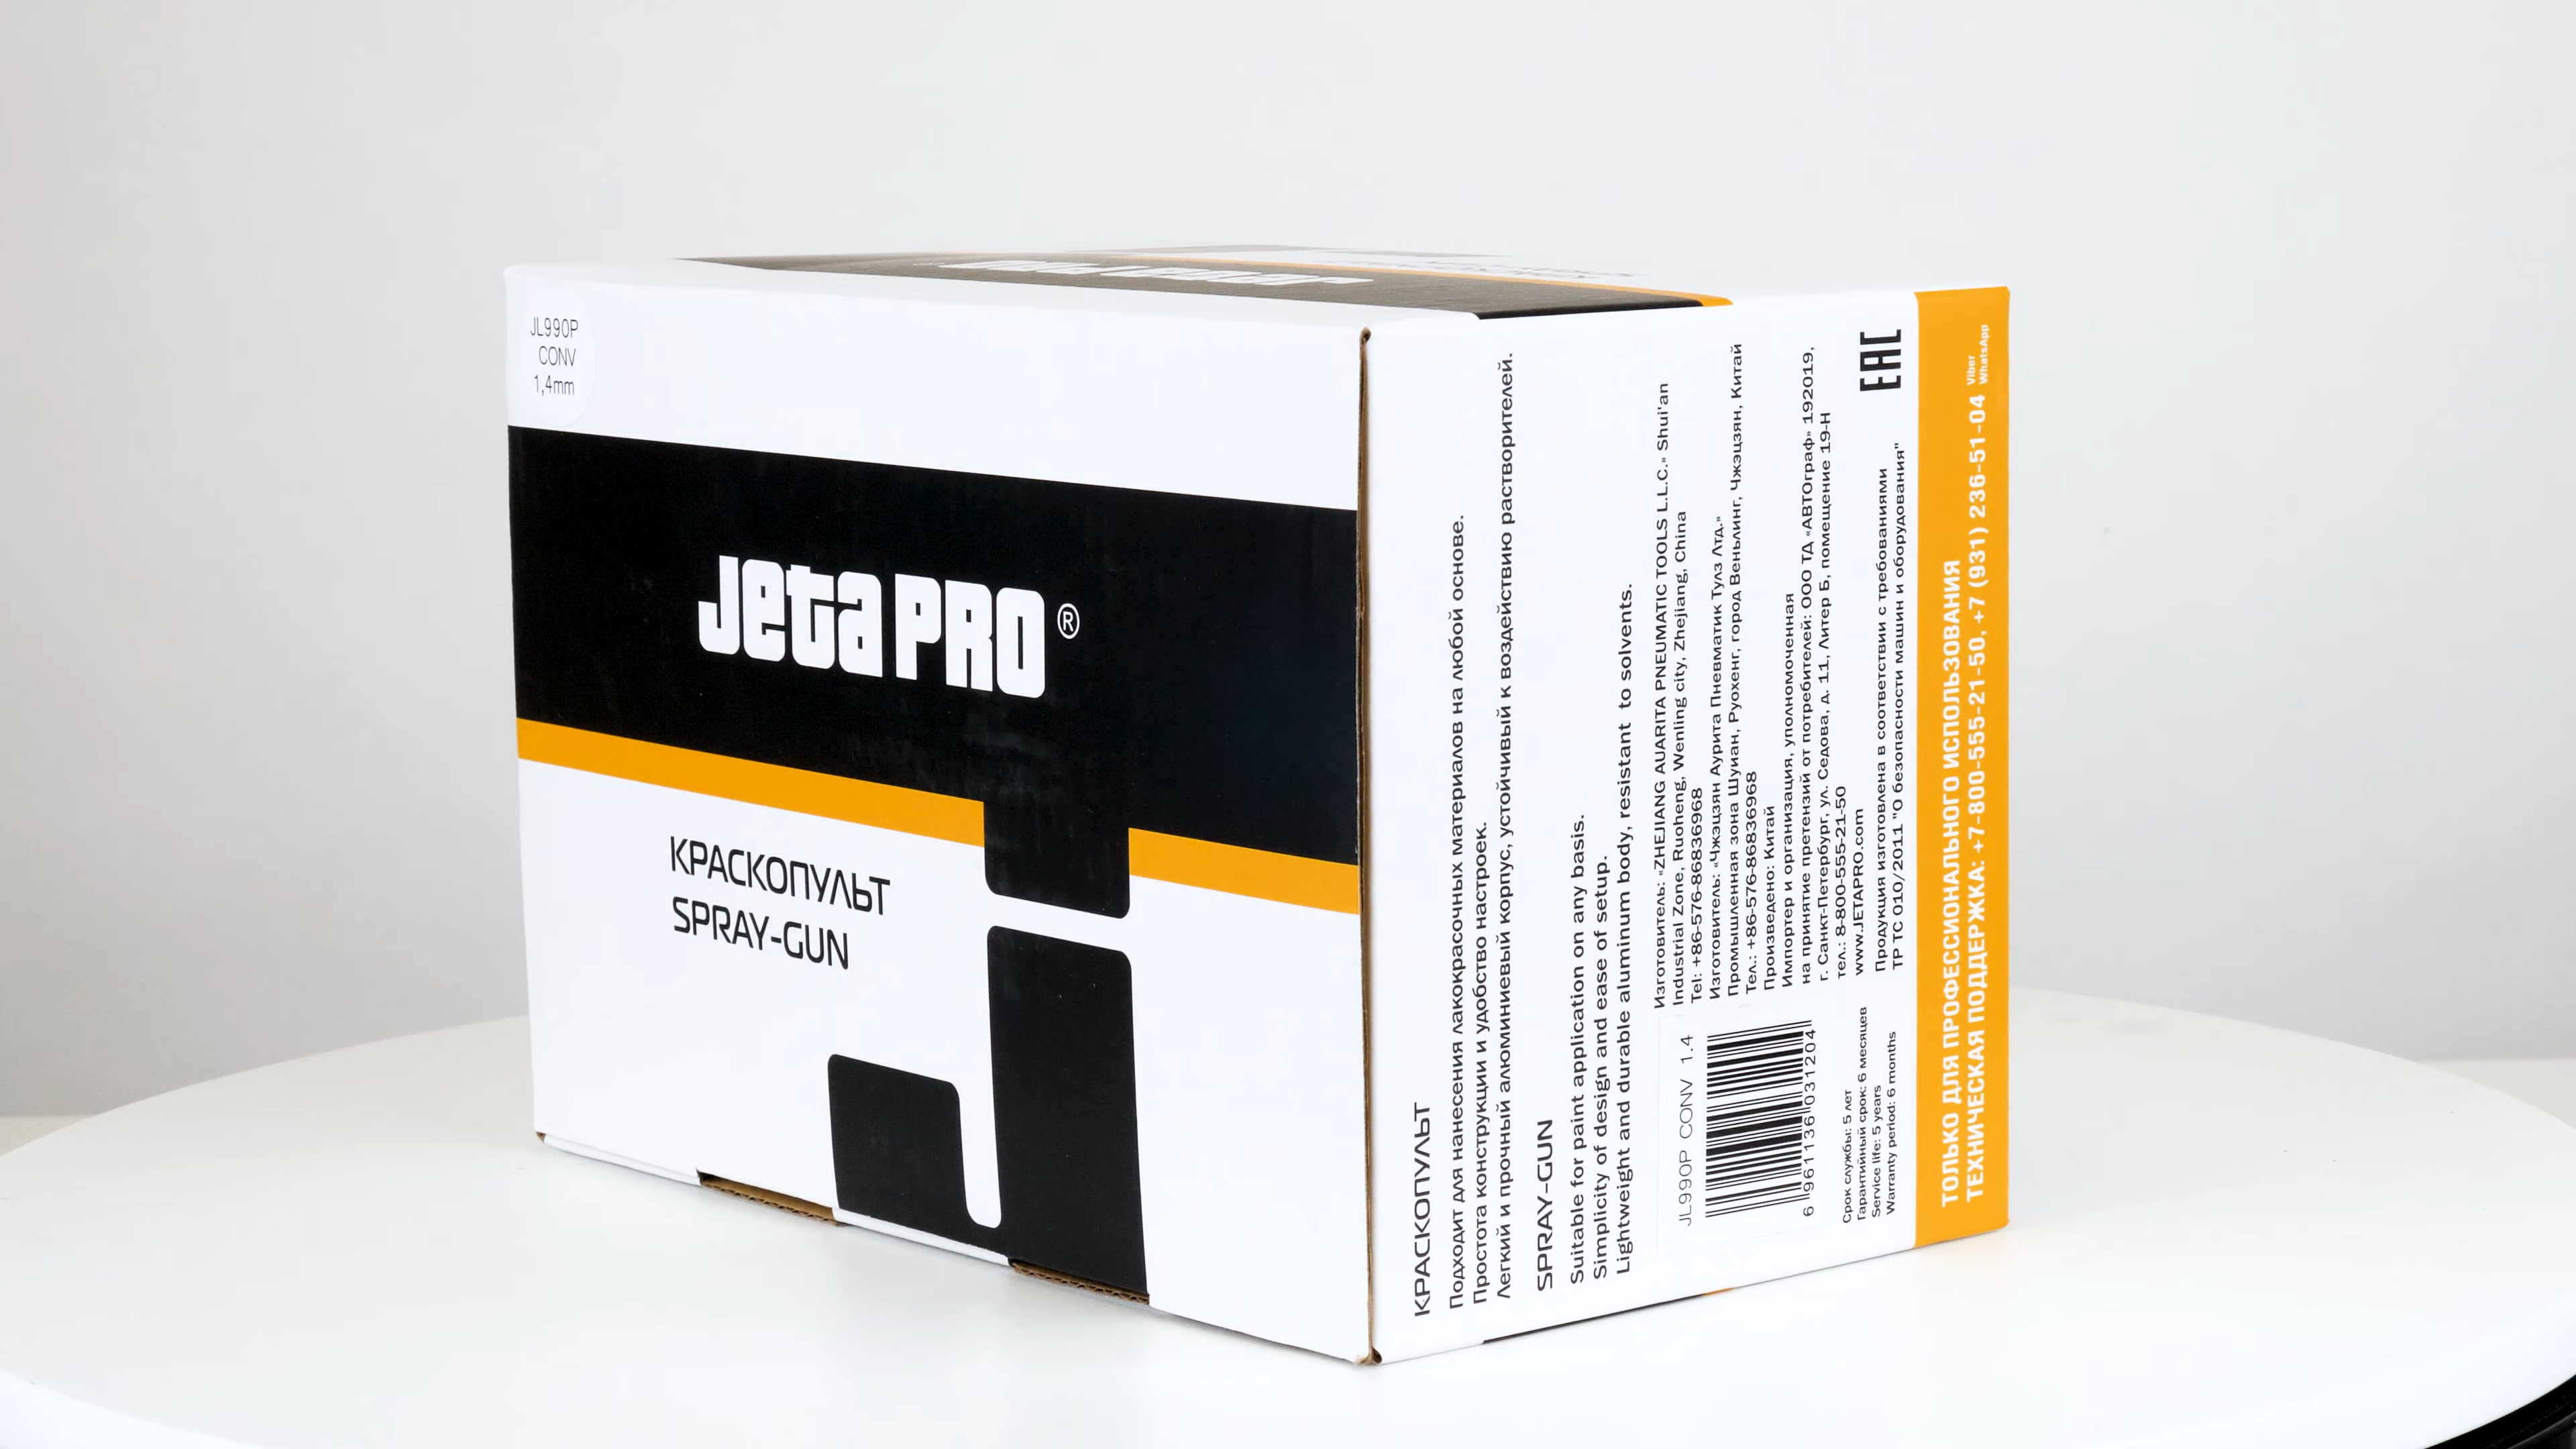 JL990P
CONV
1,4mm
Jeta PRO®
КРАСКОПУЛЬТ
SPRAY-GUN
КРАСКОПУЛЬТ
Подходит для нанесения лакокрасочных материалов на любой основе.
Простота конструкции и удобство настроек.
Легкий и прочный алюминиевый корпус, устойчивый к воздействию растворителей.
SPRAY-GUN
Suitable for paint application on any basis.
Simplicity of design and ease of setup.
Lightweight and durable aluminum body, resistant to solvents.
Изготовитель: «ZHEJIANG AUARITA PNEUMATIC TOOLS L.L.C.» Shui'an
Industrial Zone, Ruoheng, Wenling city, Zhejiang, China
Tel: +86-576-86836968
Изготовитель: «Чжэцзян Аурита Пневматик Тулз Лтд.»
Промышленная зона Шуиан, Руохенг, город Веньлинг, Чжэцзян, Китай
Тел.: +86-576-86836968
Произведено: Китай
Импортер и организация, уполномоченная
на принятие претензий от потребителей: ООО ТД «АВТОграф» 192019,
г. Санкт-Петербург, ул. Седова, д. 11, Литер Б, помещение 19-Н
тел.: 8-800-555-21-50
www.JETAPRO.com
Продукция изготовлена в соответствии с требованиями
ТР ТС 010/2011 "О безопасности машин и оборудования"
EAC
JL990P CONV 1.4
6 961136 031204
Срок службы: 5 лет
Гарантийный срок: 6 месяцев
Service life: 5 years
Warranty period: 6 months
ТОЛЬКО ДЛЯ ПРОФЕССИОНАЛЬНОГО ИСПОЛЬЗОВАНИЯ
ТЕХНИЧЕСКАЯ ПОДДЕРЖКА: +7-800-555-21-50, +7 (931) 236-51-04
Viber
WhatsApp